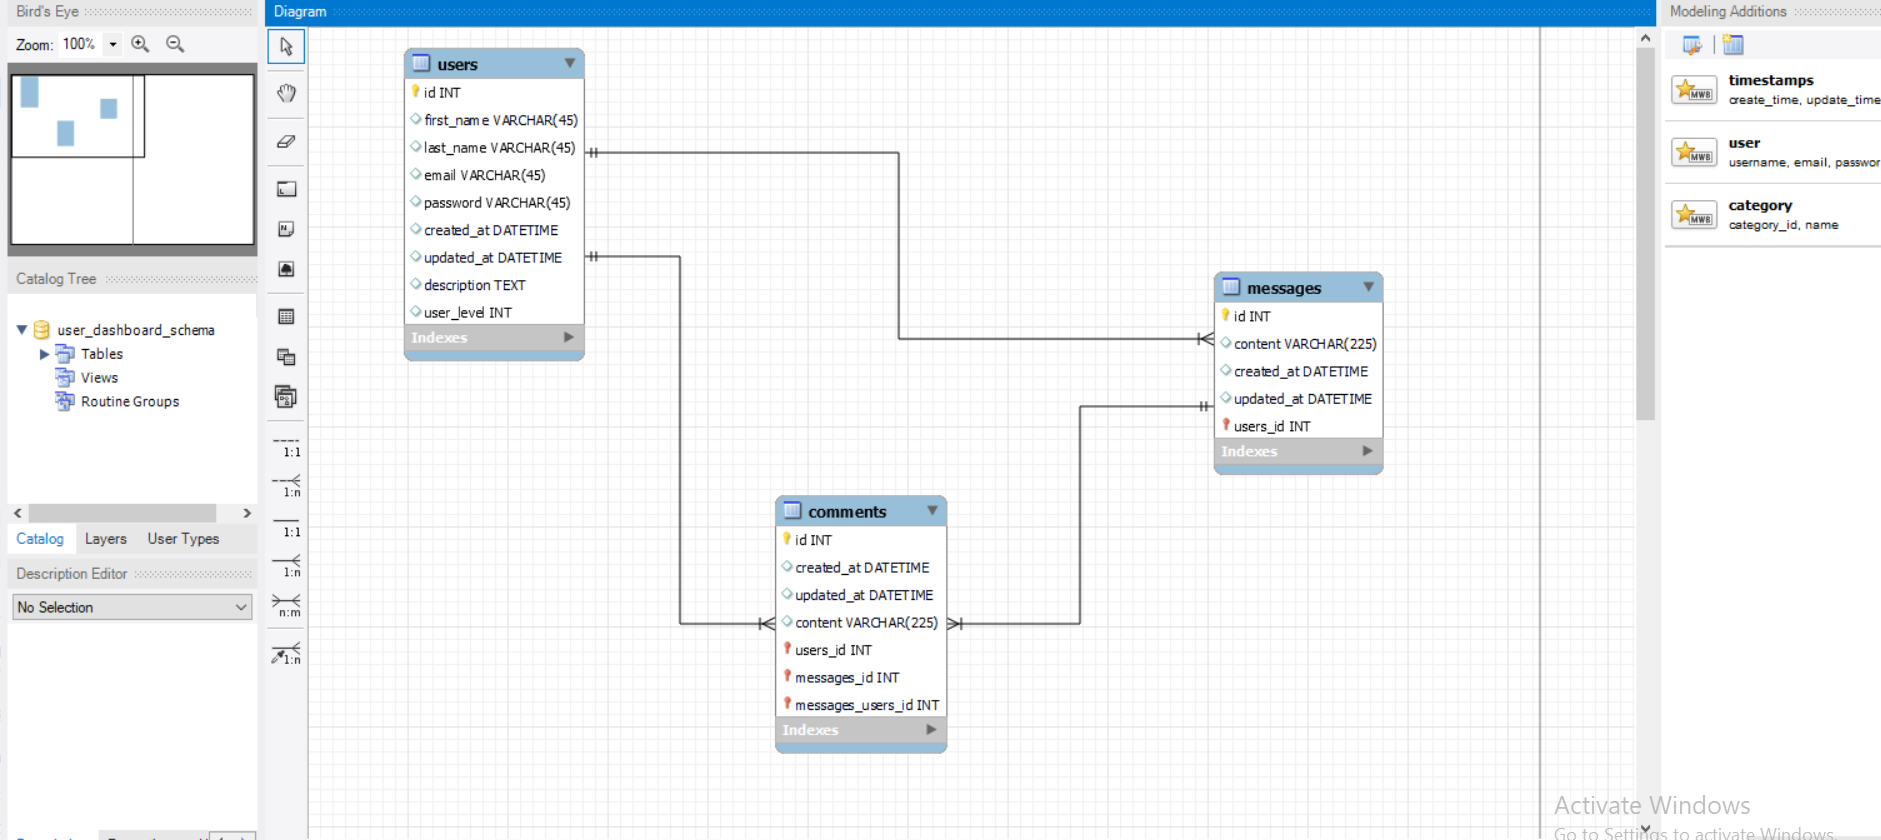 Bird's Eye
Zoom: 100%
Catalog Tree
user_dashboard_schema
Tables
Views
Routine Groups
Catalog Layers User Types
Description Editor
No Selection
Diagram
1:1
1:n
1:1
1:n
n:m
1:n
users
id INT
first_name VARCHAR(45)
last_name VARCHAR(45)
email VARCHAR(45)
password VARCHAR(45)
created_at DATETIME
updated_at DATETIME
description TEXT
user_level INT
Indexes
comments
id INT
created_at DATETIME
updated_at DATETIME
content VARCHAR(225)
users_id INT
messages_id INT
messages_users_id INT
Indexes
messages
id INT
content VARCHAR(225)
created_at DATETIME
updated_at DATETIME
users_id INT
Indexes
Modeling Additions
MWB
timestamps
create_time, update_time
MWB
user
username, email, passwor
MWB
category
category_id, name
Activate Windows
Go to Settings to activate Windows.